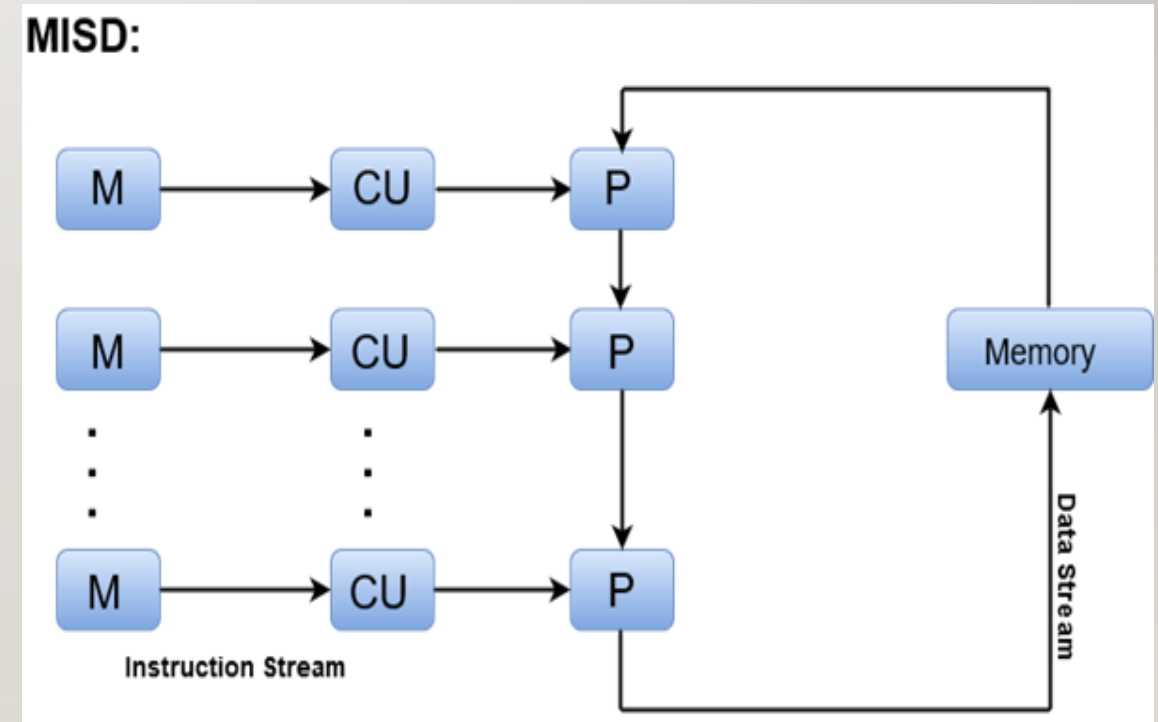 MISD:
M CU P
M CU P
Memory
M CU P
Data Stream
Instruction Stream